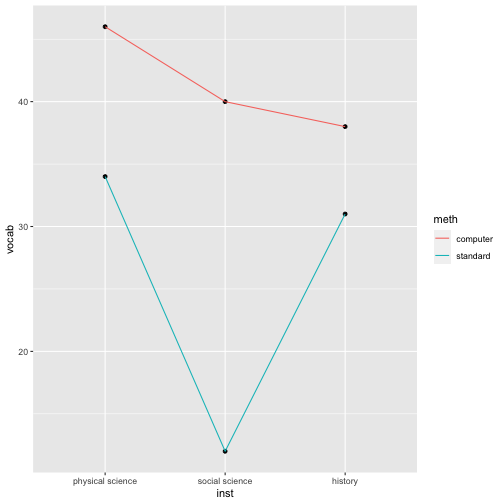 vocab
40
30
20
physical science
social science
history
inst
meth
computer
standard